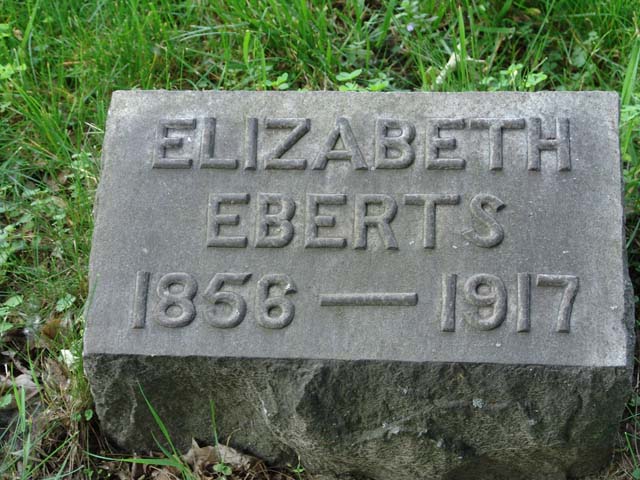 ELIZABETH
EBERTS
1856 — 1917